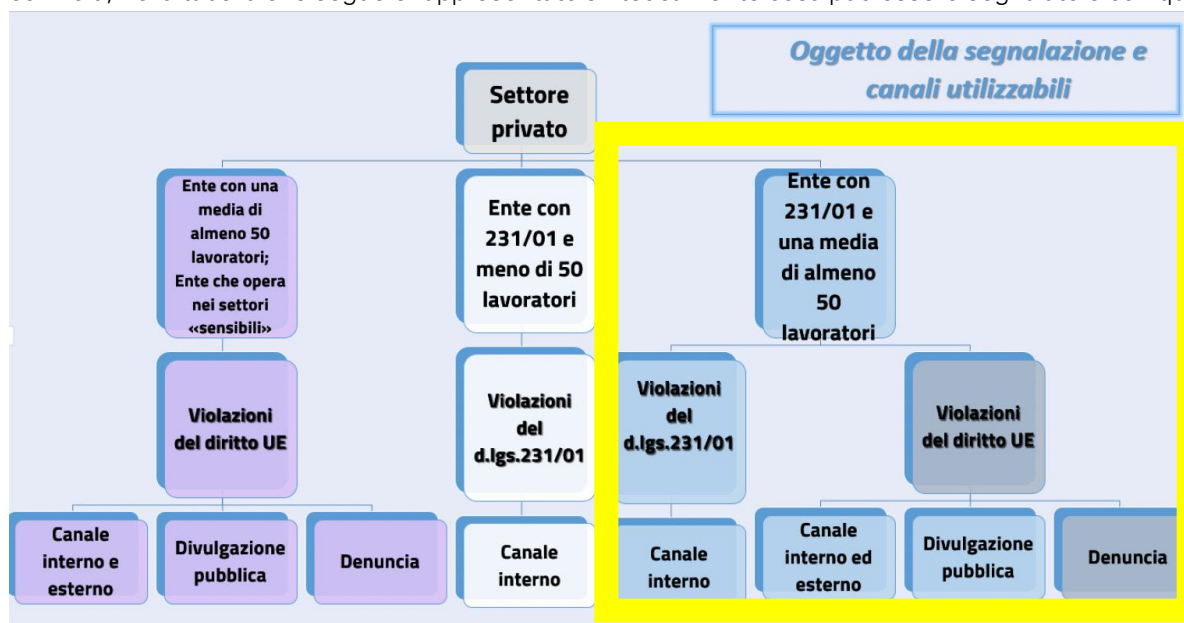 Oggetto della segnalazione e
canali utilizzabili
Settore
privato
Ente con una
media di
almeno 50
lavoratori;
Ente che opera
nei settori
«sensibili»
Ente con
231/01 e
meno di 50
lavoratori
Ente con
231/01 e
una media
di almeno
50
lavoratori
Violazioni
del diritto UE
Violazioni
del
d.lgs.231/01
Violazioni
del
d.lgs.231/01
Violazioni
del diritto UE
Canale
interno e
esterno
Divulgazione
pubblica
Denuncia
Canale
interno
Canale
interno
Canale
interno ed
esterno
Divulgazione
pubblica
Denuncia